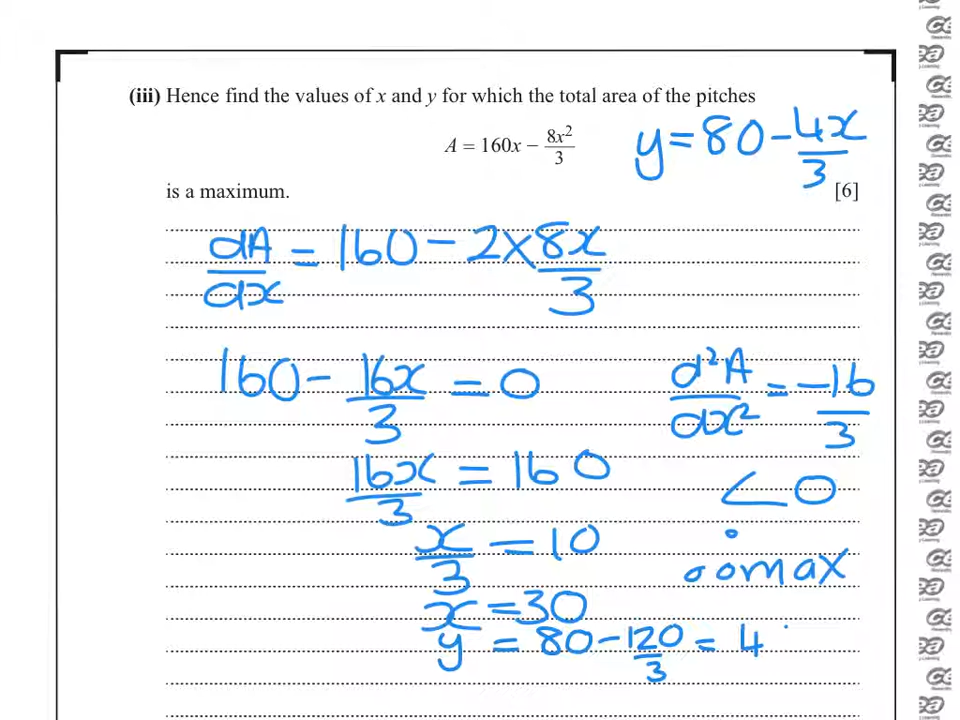 (iii) Hence find the values of x and y for which the total area of the pitches
A = 160x − 8x²/3
y = 80 − 4x/3
is a maximum. [6]
dA/dx = 160 − 2×8x/3
160 − 16x/3 = 0
d²A/dx² = −16/3
16x/3 = 160
< 0
x/3 = 10
∴ max
x = 30
y = 80 − 120/3 = 4